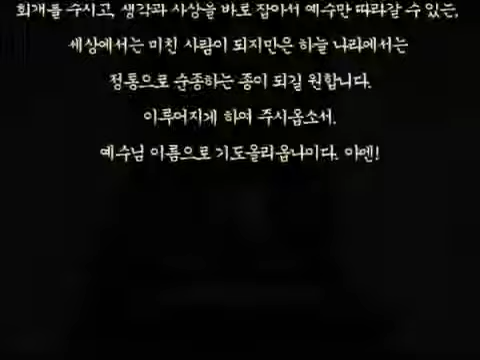 회개를 주시고, 생각과 사상을 바로 잡아서 예수만 따라갈 수 있는,
세상에서는 미친 사람이 되지만은 하늘 나라에서는
정통으로 순종하는 종이 되길 원합니다.
이루어지게 하여 주시옵소서.
예수님 이름으로 기도올리옵나이다. 아멘!